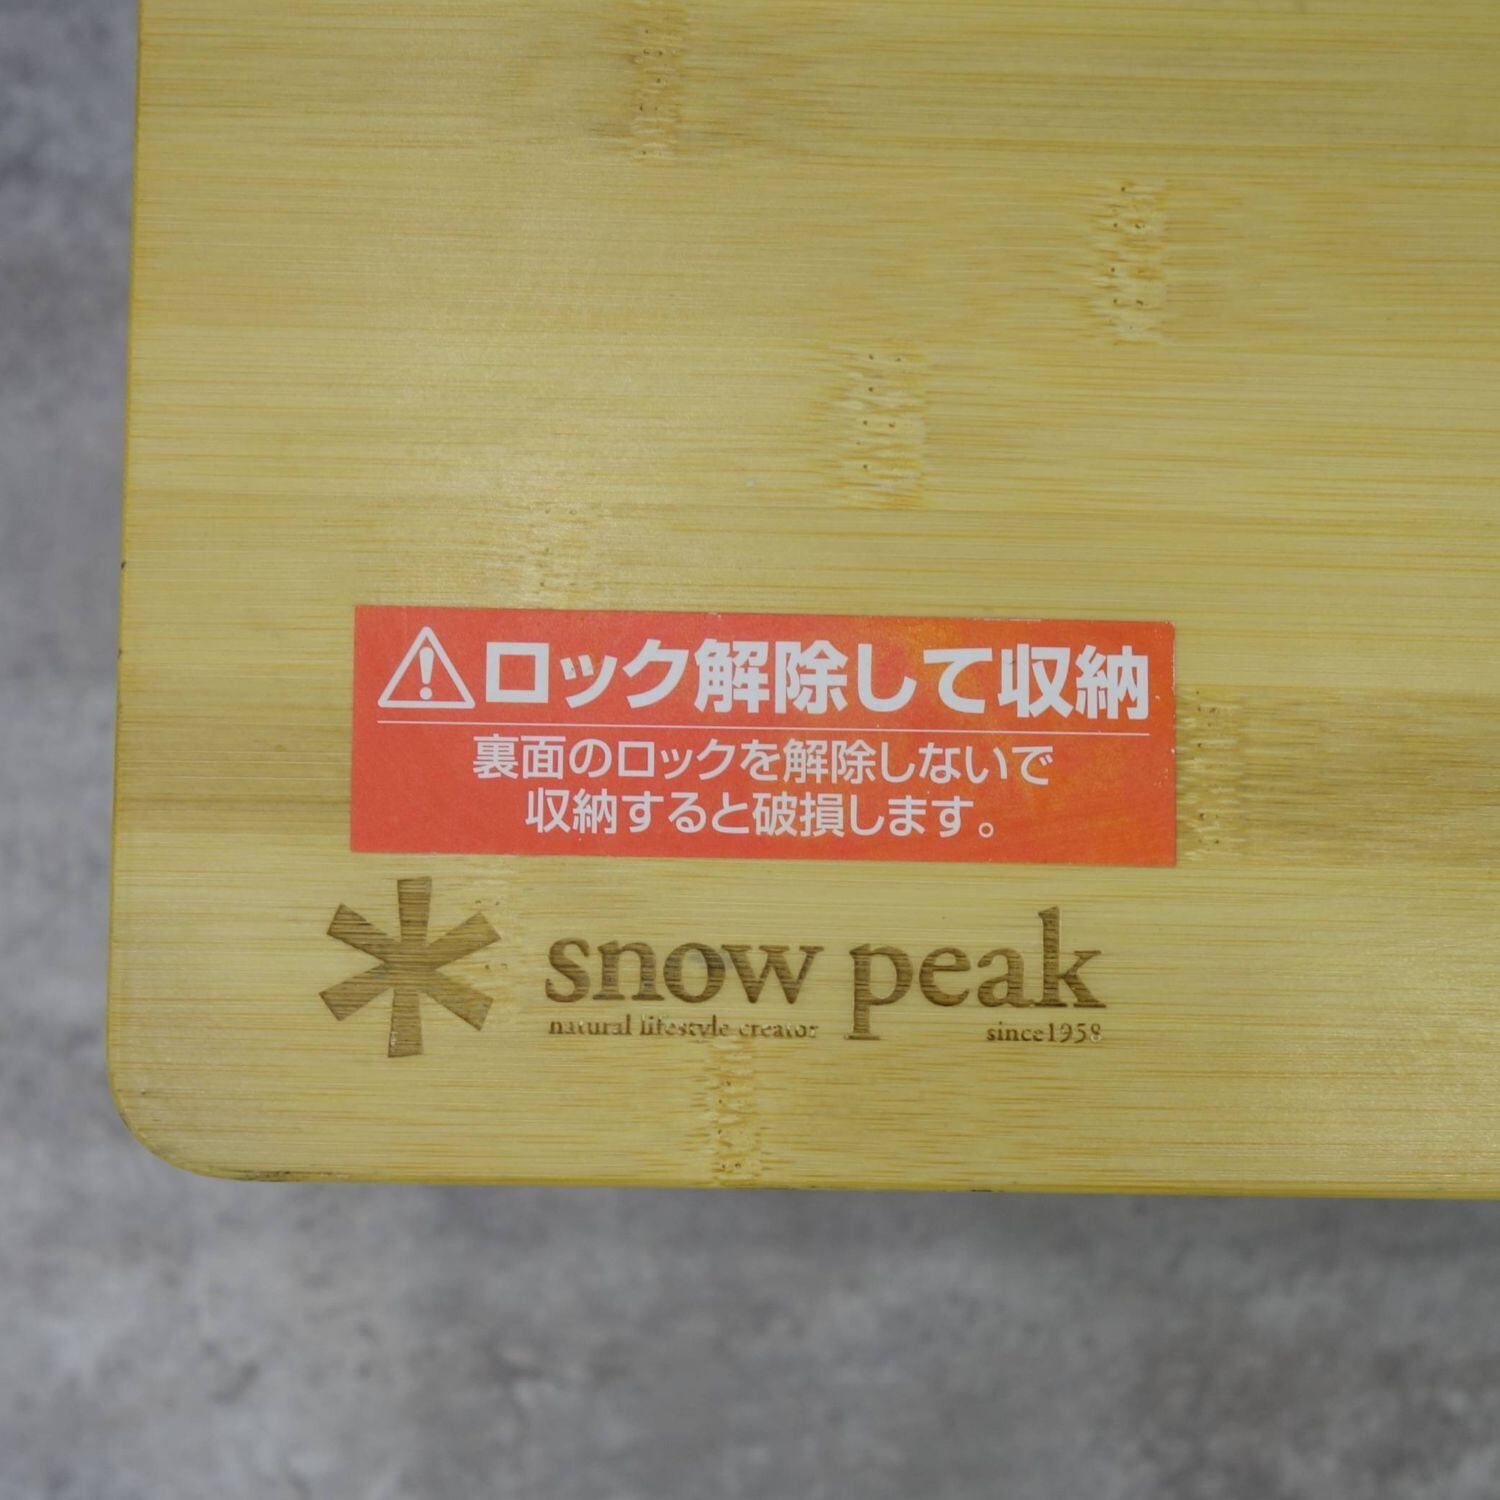 ロック解除して収納
裏面のロックを解除しないで
収納すると破損します。
snow peak
natural lifestyle creator since1958